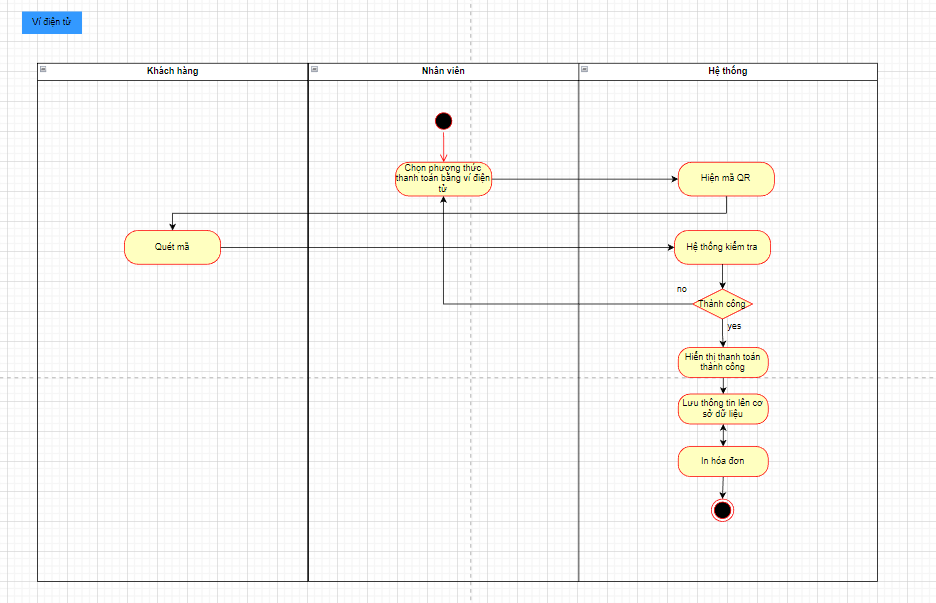 Ví điện tử
Khách hàng
Nhân viên
Hệ thống
Chọn phượng thức
thanh toán bằng ví điện
tử
Hiện mã QR
Quét mã
Hệ thống kiểm tra
no
Thành công
yes
Hiển thị thanh toán
thành công
Lưu thông tin lên cơ
sở dữ liệu
In hóa đơn